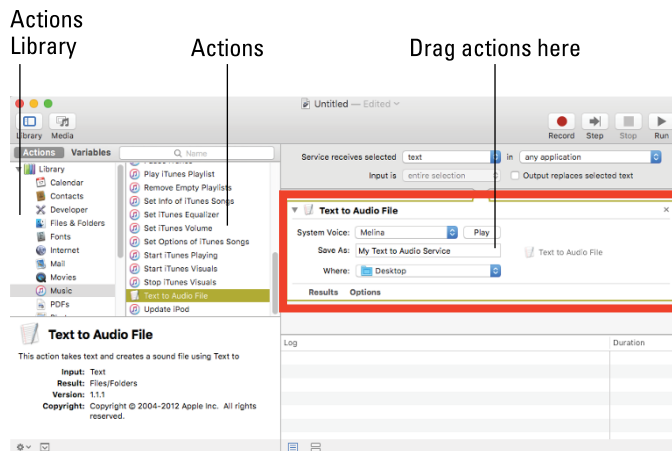 Actions
Library
Actions
Drag actions here
Untitled — Edited
Library Media
Record Step Stop Run
Actions Variables
Name
Service receives selected text in any application
Input is entire selection Output replaces selected text
Library
Calendar
Contacts
Developer
Files & Folders
Fonts
Internet
Mail
Movies
Music
PDFs
Play iTunes Playlist
Remove Empty Playlists
Set Info of iTunes Songs
Set iTunes Equalizer
Set iTunes Volume
Set Options of iTunes Songs
Start iTunes Playing
Start iTunes Visuals
Stop iTunes Visuals
Text to Audio File
Update iPod
Text to Audio File
System Voice: Melina Play
Save As: My Text to Audio Service
Where: Desktop
Results Options
Text to Audio File
Text to Audio File
This action takes text and creates a sound file using Text to
Input: Text
Result: Files/Folders
Version: 1.1.1
Copyright: Copyright © 2004-2012 Apple Inc. All rights
reserved.
Log Duration